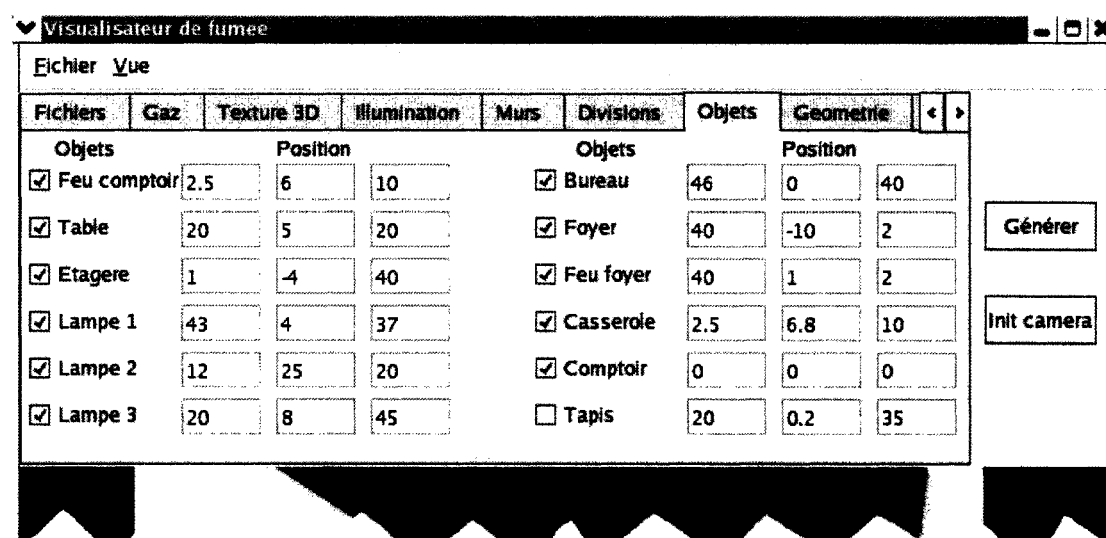 Visualisateur de fumee
Fichier Vue
Fichiers Gaz Texture 3D Illumination Murs Divisions Objets Geometrie
Objets Position Objets Position
Feu comptoir 2.5 6 10 Bureau 46 0 40
Table 20 5 20 Foyer 40 -10 2
Générer
Etagere 1 -4 40 Feu foyer 40 1 2
Lampe 1 43 4 37 Casserole 2.5 6.8 10
Init camera
Lampe 2 12 25 20 Comptoir 0 0 0
Lampe 3 20 8 45 Tapis 20 0.2 35